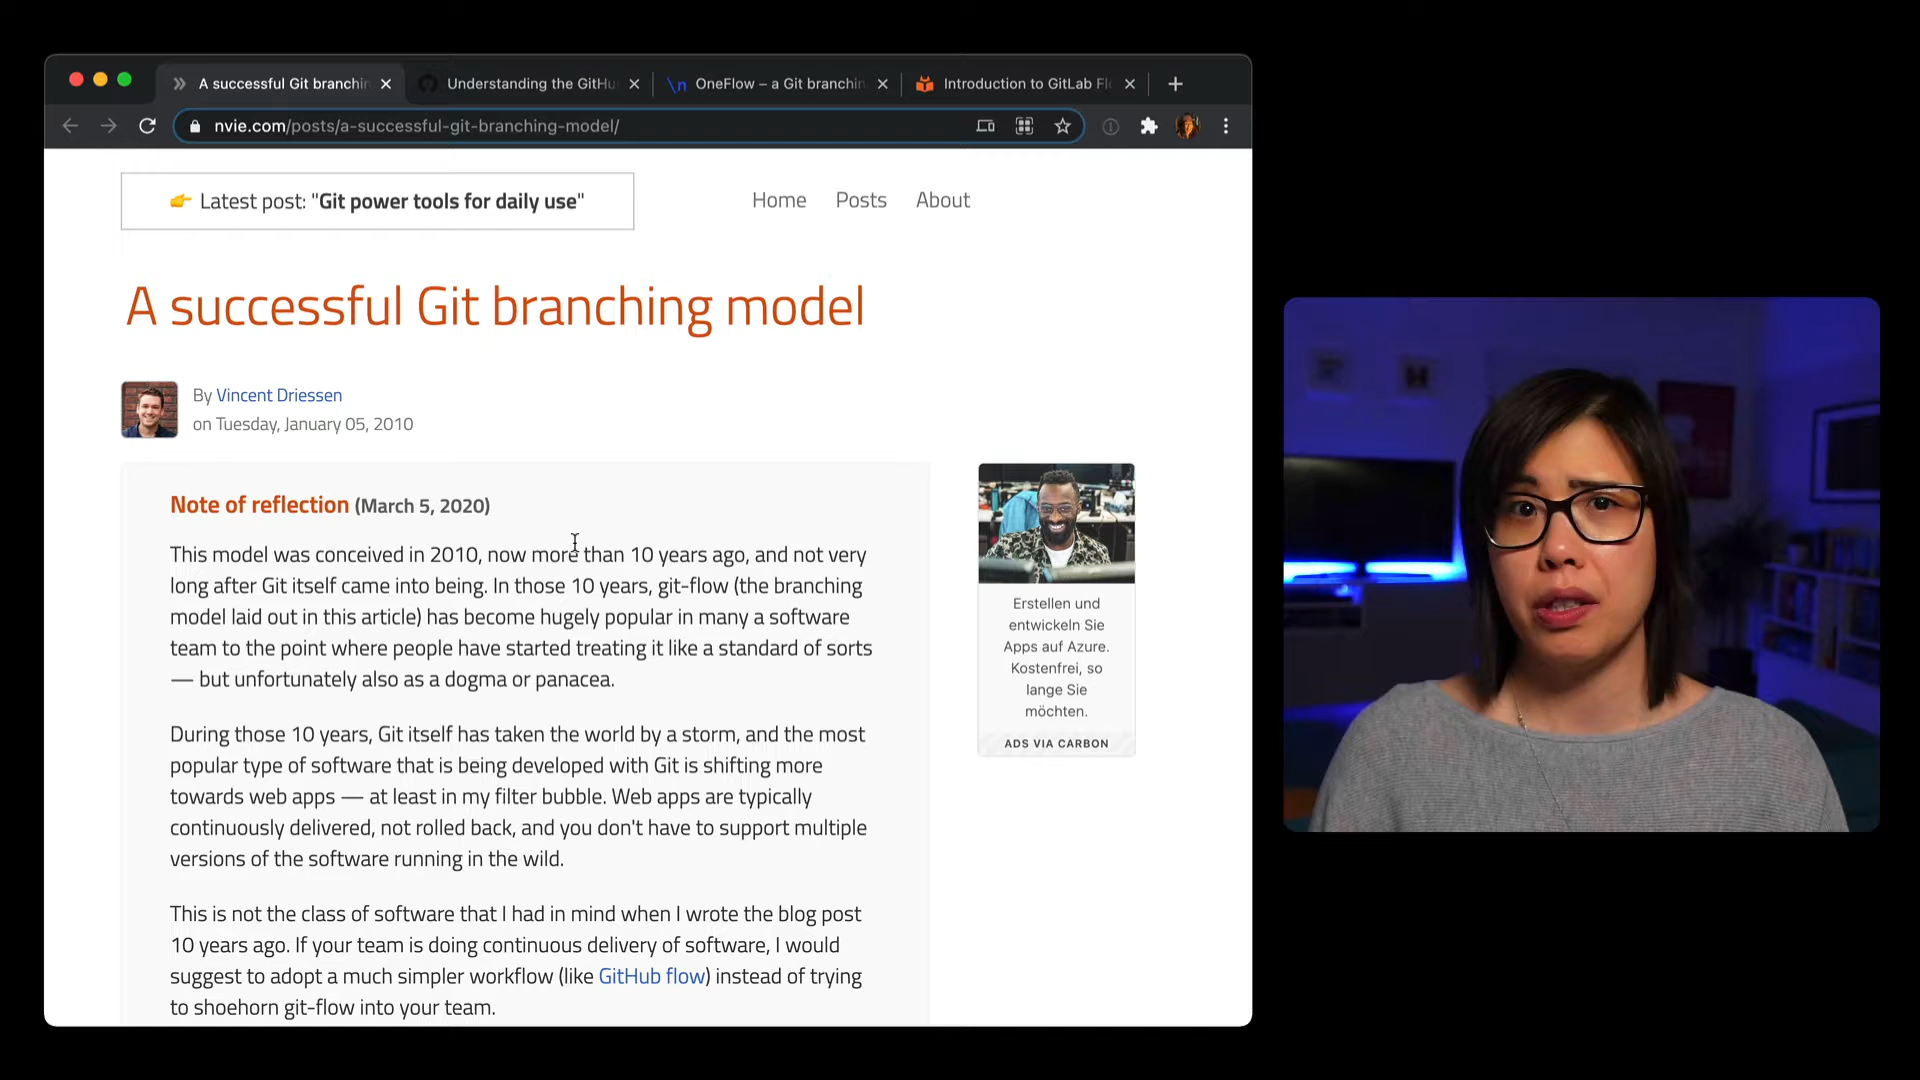 A successful Git branchin
Understanding the GitHu
\n OneFlow – a Git branchin
Introduction to GitLab Fl
nvie.com/posts/a-successful-git-branching-model/
👉 Latest post: "Git power tools for daily use"
Home Posts About
A successful Git branching model
By Vincent Driessen
on Tuesday, January 05, 2010
Note of reflection (March 5, 2020)
This model was conceived in 2010, now more than 10 years ago, and not very
long after Git itself came into being. In those 10 years, git-flow (the branching
model laid out in this article) has become hugely popular in many a software
team to the point where people have started treating it like a standard of sorts
— but unfortunately also as a dogma or panacea.
During those 10 years, Git itself has taken the world by a storm, and the most
popular type of software that is being developed with Git is shifting more
towards web apps — at least in my filter bubble. Web apps are typically
continuously delivered, not rolled back, and you don't have to support multiple
versions of the software running in the wild.
This is not the class of software that I had in mind when I wrote the blog post
10 years ago. If your team is doing continuous delivery of software, I would
suggest to adopt a much simpler workflow (like GitHub flow) instead of trying
to shoehorn git-flow into your team.
Erstellen und
entwickeln Sie
Apps auf Azure.
Kostenfrei, so
lange Sie
möchten.
ADS VIA CARBON